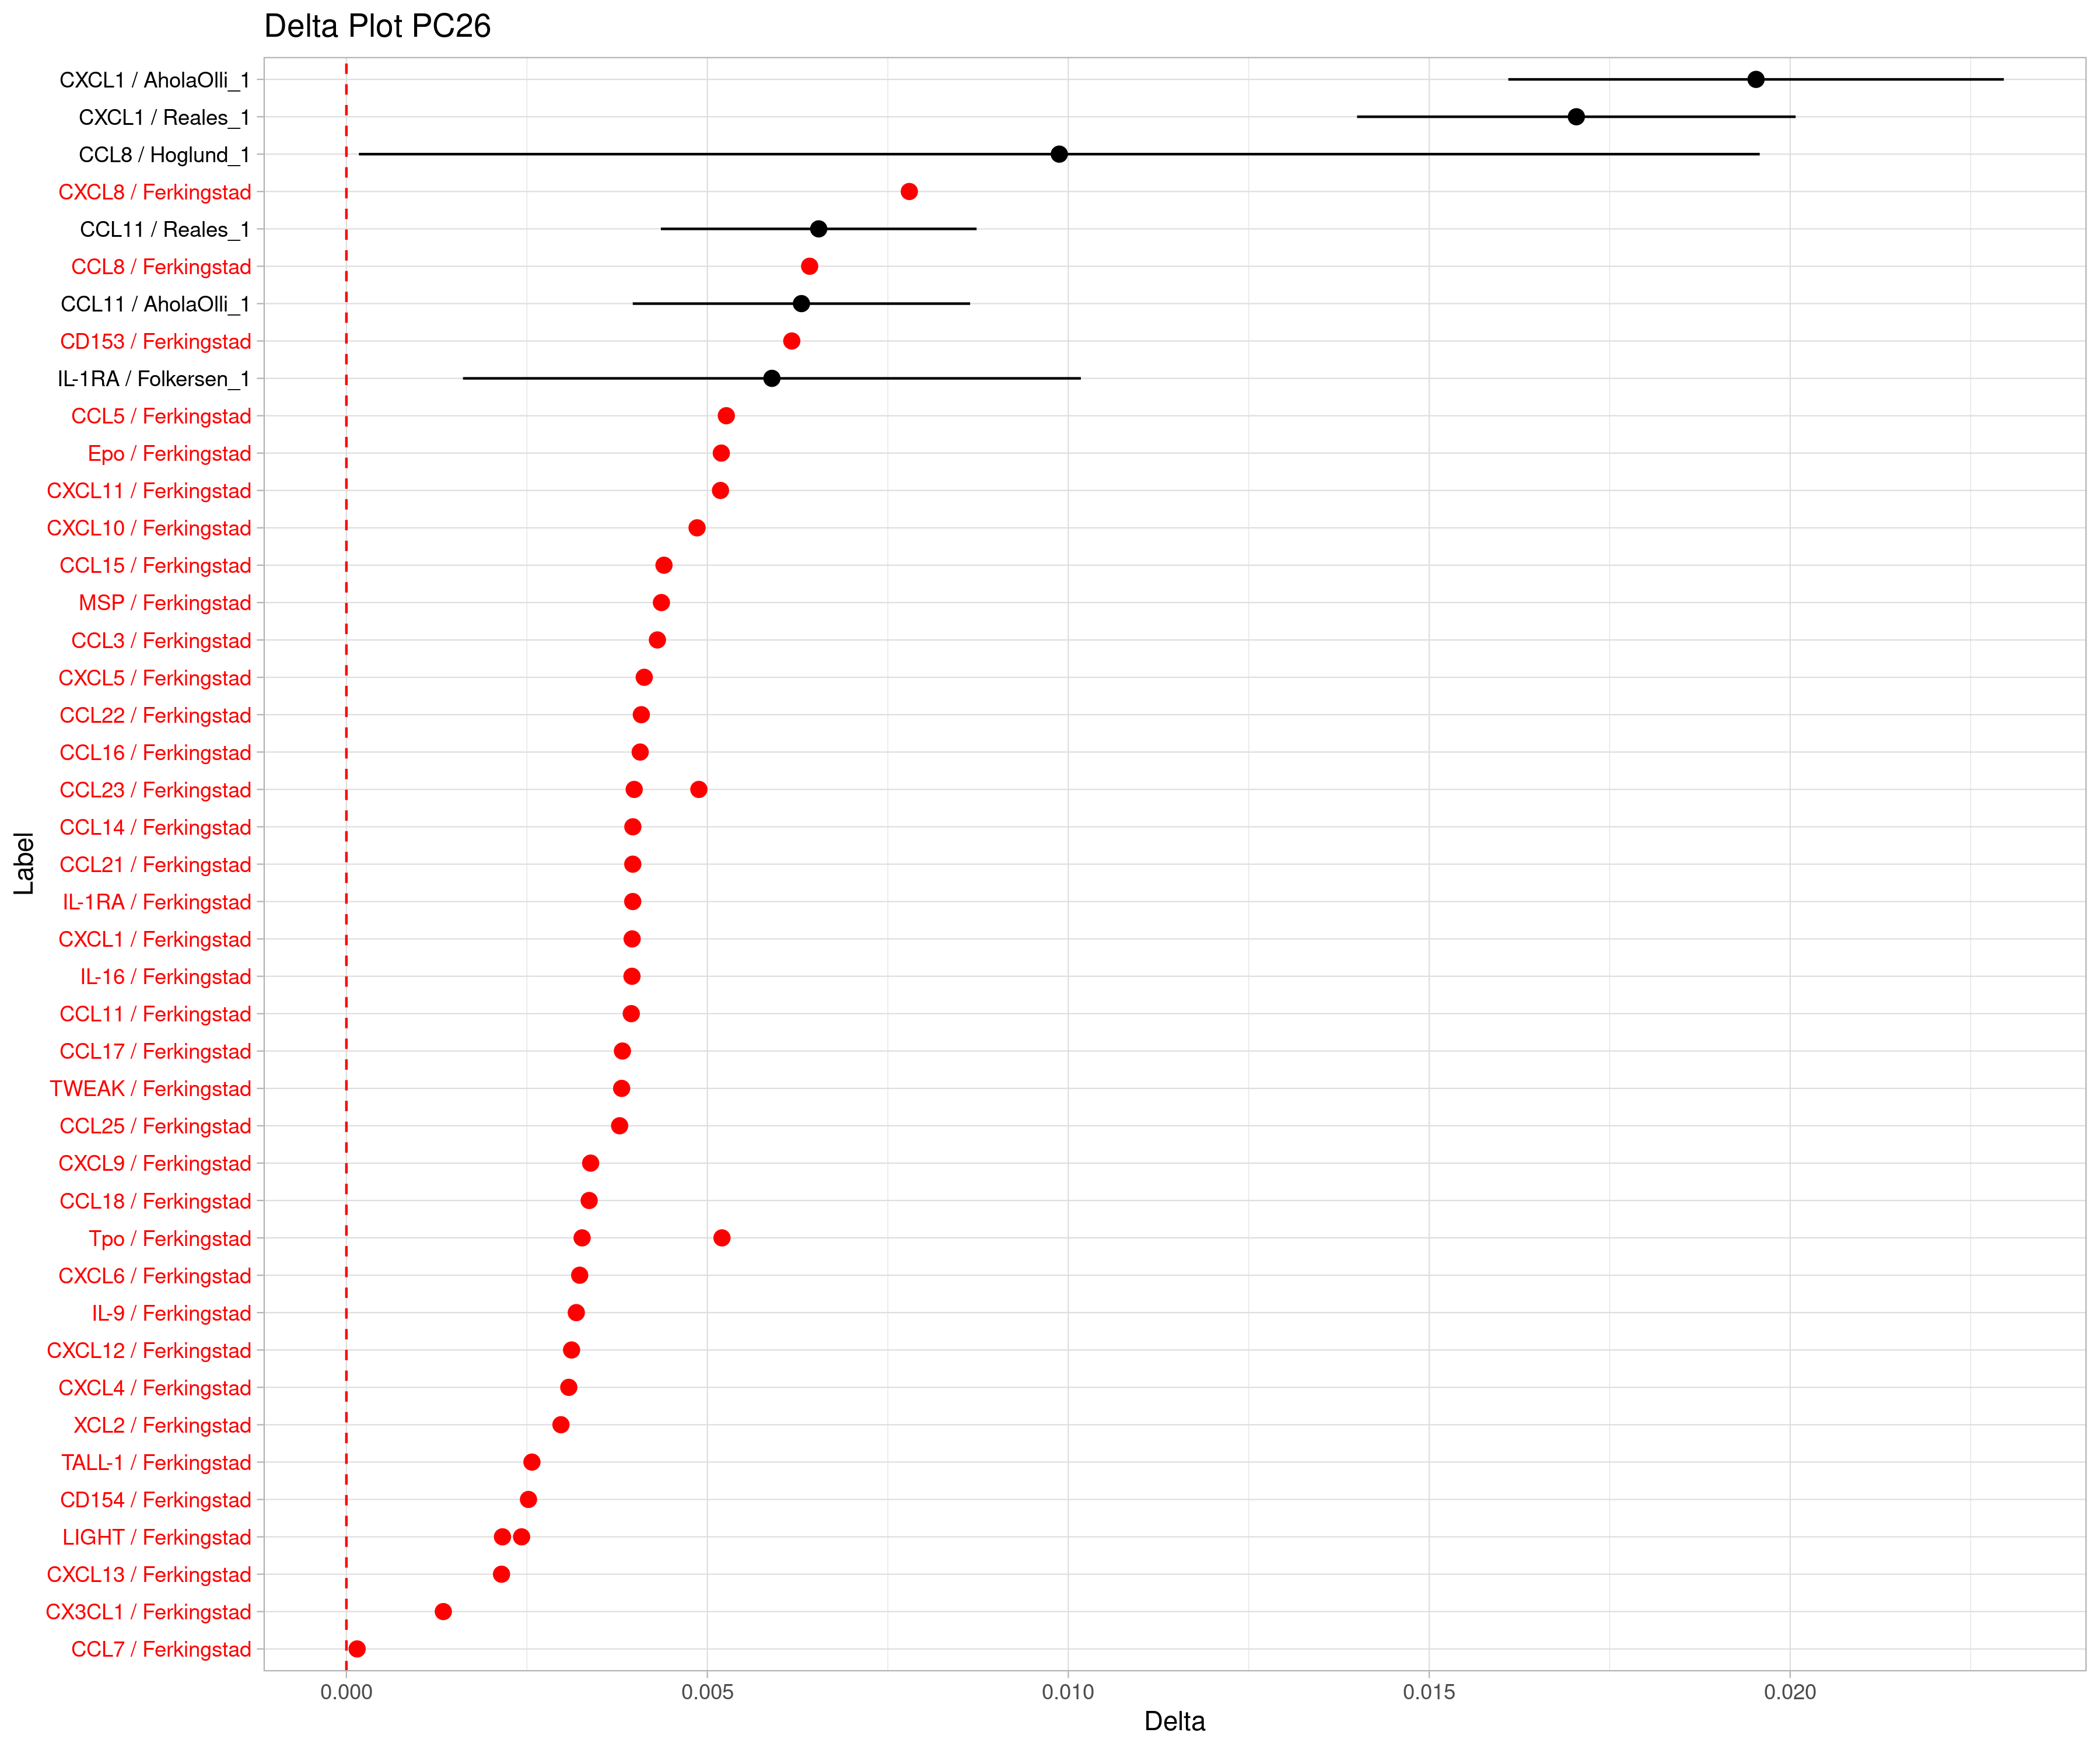 Delta Plot PC26
CXCL1 / AholaOlli_1
CXCL1 / Reales_1
CCL8 / Hoglund_1
CXCL8 / Ferkingstad
CCL11 / Reales_1
CCL8 / Ferkingstad
CCL11 / AholaOlli_1
CD153 / Ferkingstad
IL-1RA / Folkersen_1
CCL5 / Ferkingstad
Epo / Ferkingstad
CXCL11 / Ferkingstad
CXCL10 / Ferkingstad
CCL15 / Ferkingstad
MSP / Ferkingstad
CCL3 / Ferkingstad
CXCL5 / Ferkingstad
CCL22 / Ferkingstad
CCL16 / Ferkingstad
CCL23 / Ferkingstad
CCL14 / Ferkingstad
CCL21 / Ferkingstad
IL-1RA / Ferkingstad
CXCL1 / Ferkingstad
IL-16 / Ferkingstad
CCL11 / Ferkingstad
CCL17 / Ferkingstad
TWEAK / Ferkingstad
CCL25 / Ferkingstad
CXCL9 / Ferkingstad
CCL18 / Ferkingstad
Tpo / Ferkingstad
CXCL6 / Ferkingstad
IL-9 / Ferkingstad
CXCL12 / Ferkingstad
CXCL4 / Ferkingstad
XCL2 / Ferkingstad
TALL-1 / Ferkingstad
CD154 / Ferkingstad
LIGHT / Ferkingstad
CXCL13 / Ferkingstad
CX3CL1 / Ferkingstad
CCL7 / Ferkingstad
Label
0.000 0.005 0.010 0.015 0.020
Delta